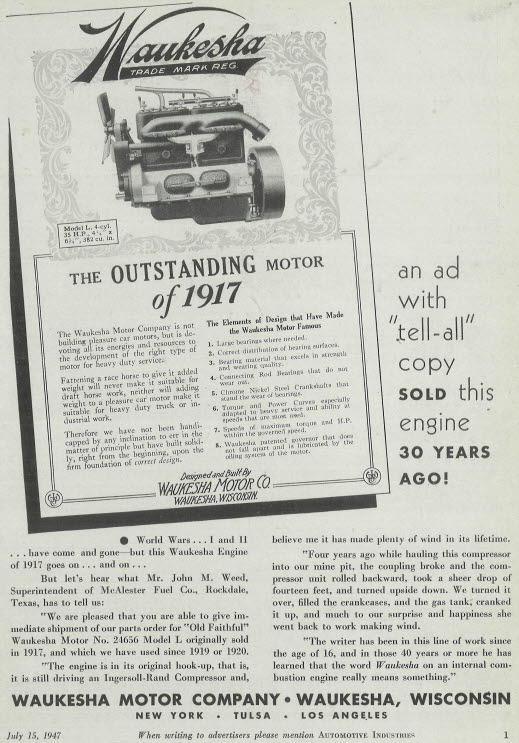 Waukesha
TRADE MARK REG.
Model L, 4-cyl.
35 H.P., 4¼" x
6¾", 382 cu. in.
THE OUTSTANDING MOTOR
of 1917
The Waukesha Motor Company is not
building pleasure car motors, but is de-
voting all its energies and resources to
the development of the right type of
motor for heavy duty service.
Fattening a race horse to give it added
weight will never make it suitable for
draft horse work, neither will adding
weight to a pleasure car motor make it
suitable for heavy duty truck or in-
dustrial work.
Therefore we have not been handi-
capped by any inclination to err in the
matter of principle but have built solid-
ly, right from the beginning, upon the
firm foundation of correct design.
The Elements of Design that Have Made
the Waukesha Motor Famous
1. Large bearings where needed.
2. Correct distribution of bearing surfaces.
3. Bearing material that excels in strength
and wearing quality.
4. Connecting Rod Bearings that do not
wear out.
5. Chrome Nickel Steel Crankshafts that
stand the wear of bearings.
6. Torque and Power Curves especially
adapted to heavy service and ability at
speeds that are most used.
7. Speeds of maximum torque and H.P.
within the governed speed.
8. Waukesha patented governor that does
not fall apart and is lubricated by the
oiling system of the motor.
Designed and Built By
WAUKESHA MOTOR CO.
WAUKESHA, WISCONSIN.
an ad
with
"tell-all"
copy
SOLD this
engine
30 YEARS
AGO!
● World Wars . . . I and II
. . . have come and gone—but this Waukesha Engine
of 1917 goes on . . . and on . . .
But let's hear what Mr. John M. Weed,
Superintendent of McAlester Fuel Co., Rockdale,
Texas, has to tell us:
"We are pleased that you are able to give im-
mediate shipment of our parts order for "Old Faithful"
Waukesha Motor No. 24656 Model L originally sold
in 1917, and which we have used since 1919 or 1920.
"The engine is in its original hook-up, that is,
it is still driving an Ingersoll-Rand Compressor and,
believe me it has made plenty of wind in its lifetime.
"Four years ago while hauling this compressor
into our mine pit, the coupling broke and the com-
pressor unit rolled backward, took a sheer drop of
fourteen feet, and turned upside down. We turned it
over, filled the crankcases, and the gas tank, cranked
it up, and much to our surprise and happiness she
went back to work making wind.
"The writer has been in this line of work since
the age of 16, and in those 40 years or more he has
learned that the word Waukesha on an internal com-
bustion engine really means something."
WAUKESHA MOTOR COMPANY • WAUKESHA, WISCONSIN
NEW YORK • TULSA • LOS ANGELES
July 15, 1947
When writing to advertisers please mention AUTOMOTIVE INDUSTRIES
1